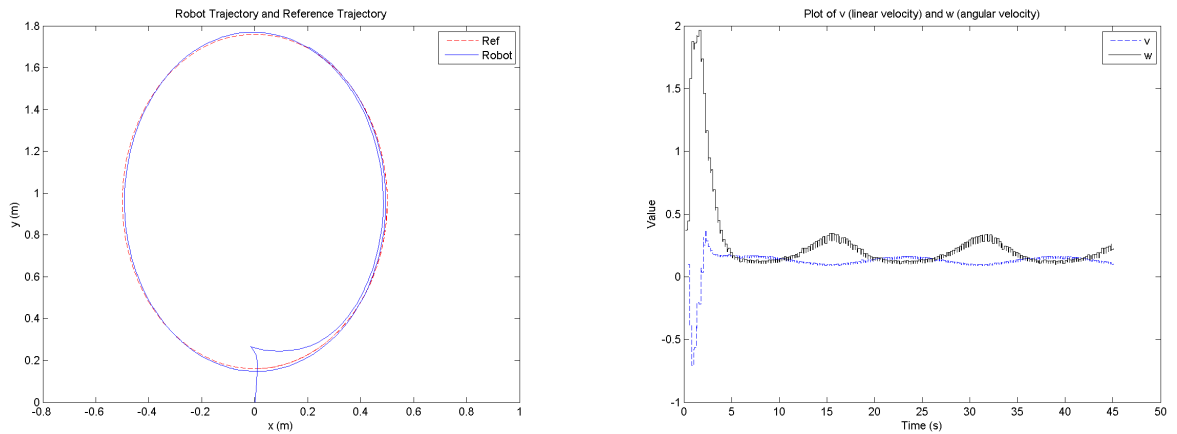 Robot Trajectory and Reference Trajectory
1.8
1.6
1.4
1.2
1
0.8
0.6
0.4
0.2
0
y (m)
Ref
Robot
-0.8 -0.6 -0.4 -0.2 0 0.2 0.4 0.6 0.8 1
x (m)
Plot of v (linear velocity) and w (angular velocity)
2
1.5
1
0.5
0
-0.5
-1
Value
v
w
0 5 10 15 20 25 30 35 40 45 50
Time (s)